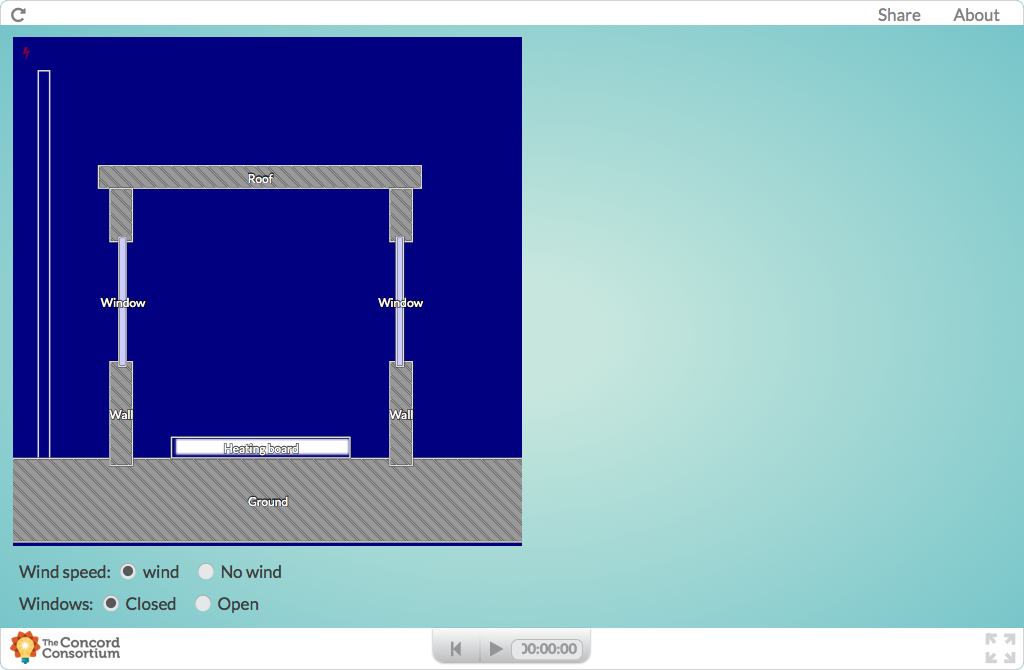 Share About
Roof
Window Window
Wall Wall
Heating board
Ground
Wind speed: wind No wind
Windows: Closed Open
The Concord
Consortium
00:00:00